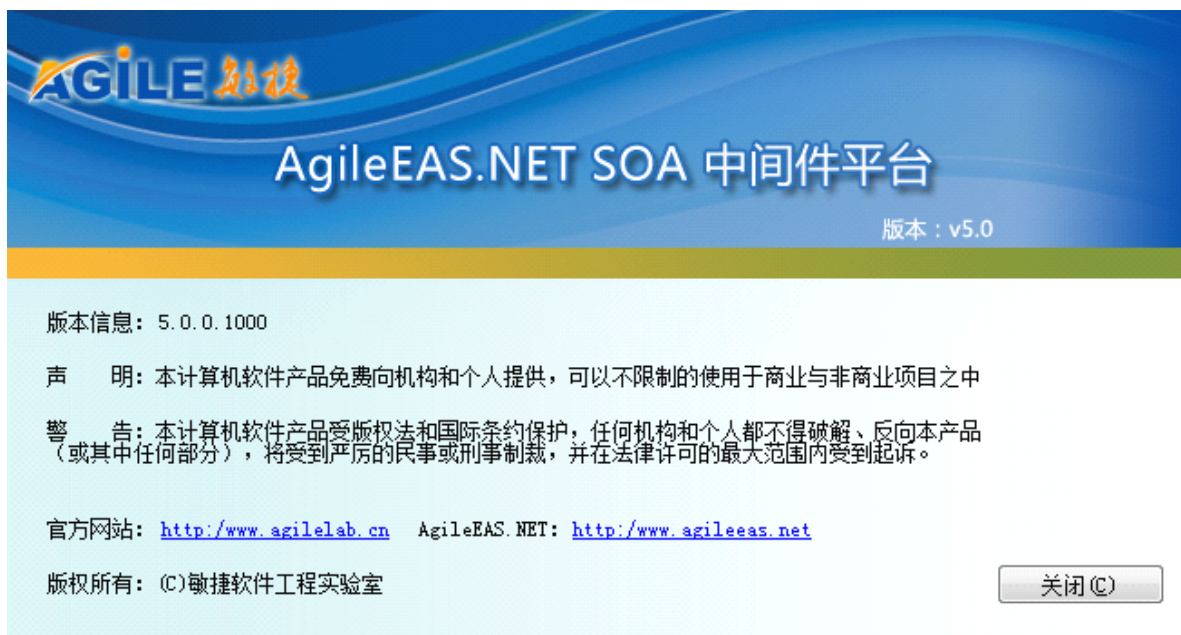 AGiLE敏捷
AgileEAS.NET SOA 中间件平台
版本：v5.0
版本信息: 5.0.0.1000
声 明: 本计算机软件产品免费向机构和个人提供，可以不限制的使用于商业与非商业项目之中
警 告: 本计算机软件产品受版权法和国际条约保护，任何机构和个人都不得破解、反向本产品
（或其中任何部分），将受到严厉的民事或刑事制裁，并在法律许可的最大范围内受到起诉。
官方网站: http:/www.agilelab.cn AgileEAS.NET: http:/www.agileeas.net
版权所有: (C)敏捷软件工程实验室
关闭(C)